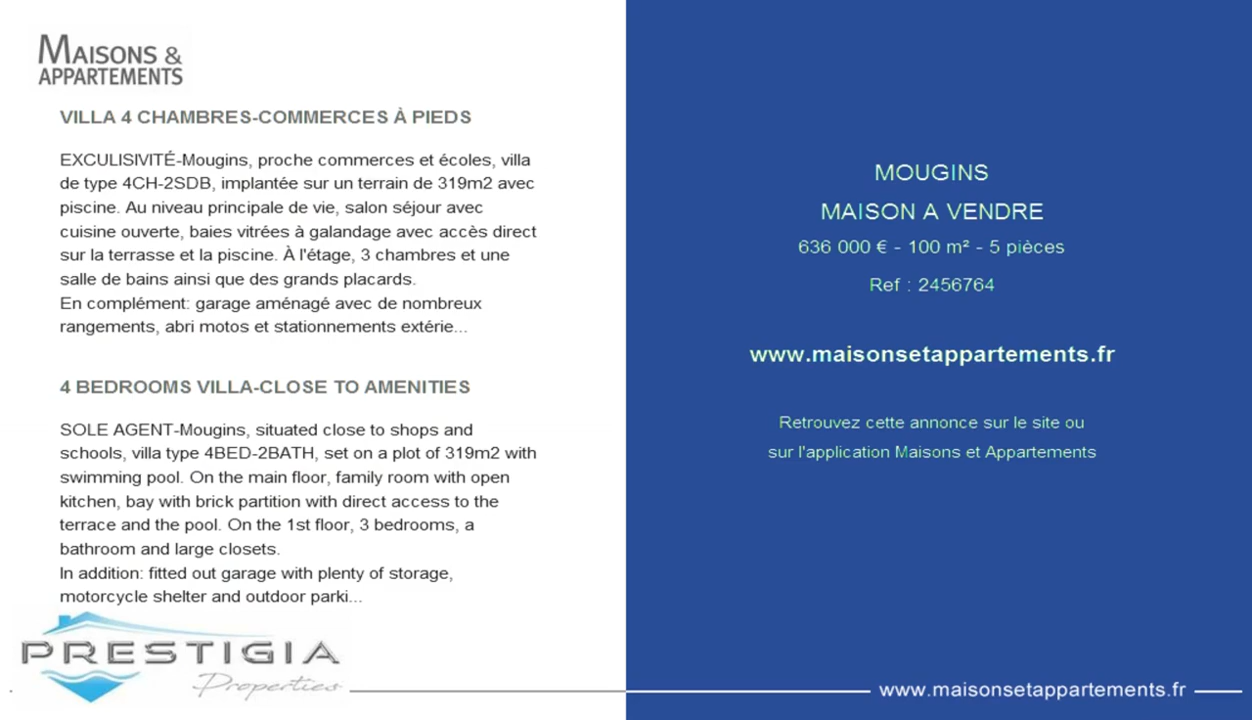 MAISONS &
APPARTEMENTS
VILLA 4 CHAMBRES-COMMERCES À PIEDS
EXCULISIVITÉ-Mougins, proche commerces et écoles, villa
de type 4CH-2SDB, implantée sur un terrain de 319m2 avec
piscine. Au niveau principale de vie, salon séjour avec
cuisine ouverte, baies vitrées à galandage avec accès direct
sur la terrasse et la piscine. À l'étage, 3 chambres et une
salle de bains ainsi que des grands placards.
En complément: garage aménagé avec de nombreux
rangements, abri motos et stationnements extérie...
4 BEDROOMS VILLA-CLOSE TO AMENITIES
SOLE AGENT-Mougins, situated close to shops and
schools, villa type 4BED-2BATH, set on a plot of 319m2 with
swimming pool. On the main floor, family room with open
kitchen, bay with brick partition with direct access to the
terrace and the pool. On the 1st floor, 3 bedrooms, a
bathroom and large closets.
In addition: fitted out garage with plenty of storage,
motorcycle shelter and outdoor parki...
PRESTIGIA
Properties
MOUGINS
MAISON A VENDRE
636 000 € - 100 m² - 5 pièces
Ref : 2456764
www.maisonsetappartements.fr
Retrouvez cette annonce sur le site ou
sur l'application Maisons et Appartements
www.maisonsetappartements.fr